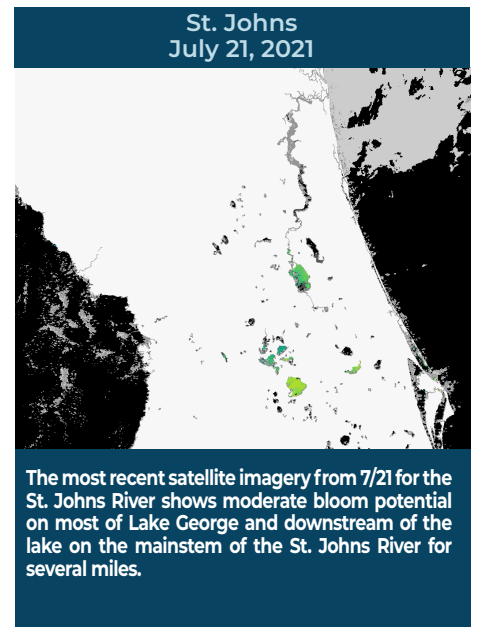 St. Johns
July 21, 2021
The most recent satellite imagery from 7/21 for the
St. Johns River shows moderate bloom potential
on most of Lake George and downstream of the
lake on the mainstem of the St. Johns River for
several miles.